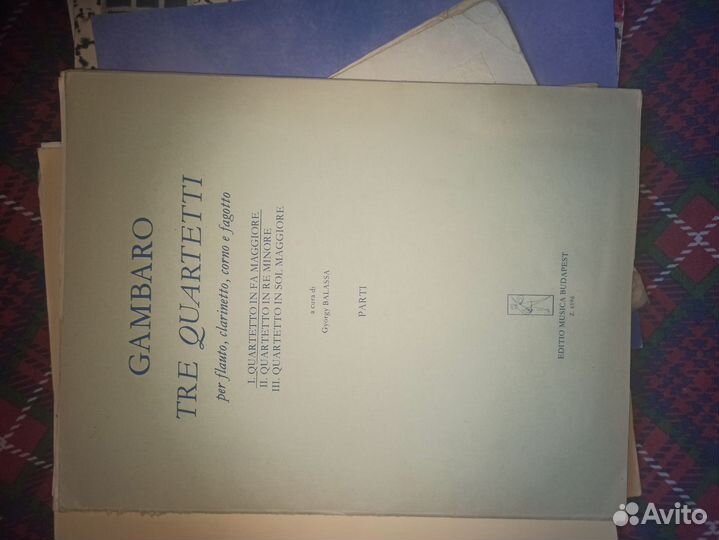 GAMBARO
TRE QUARTETTI
per flauto, clarinetto, corno e fagotto
I. QUARTETTO IN FA MAGGIORE
II. QUARTETTO IN RE MINORE
III. QUARTETTO IN SOL MAGGIORE
a cura di
György BALASSA
PARTI
EDITIO MUSICA BUDAPEST
Z. 6596
Avito